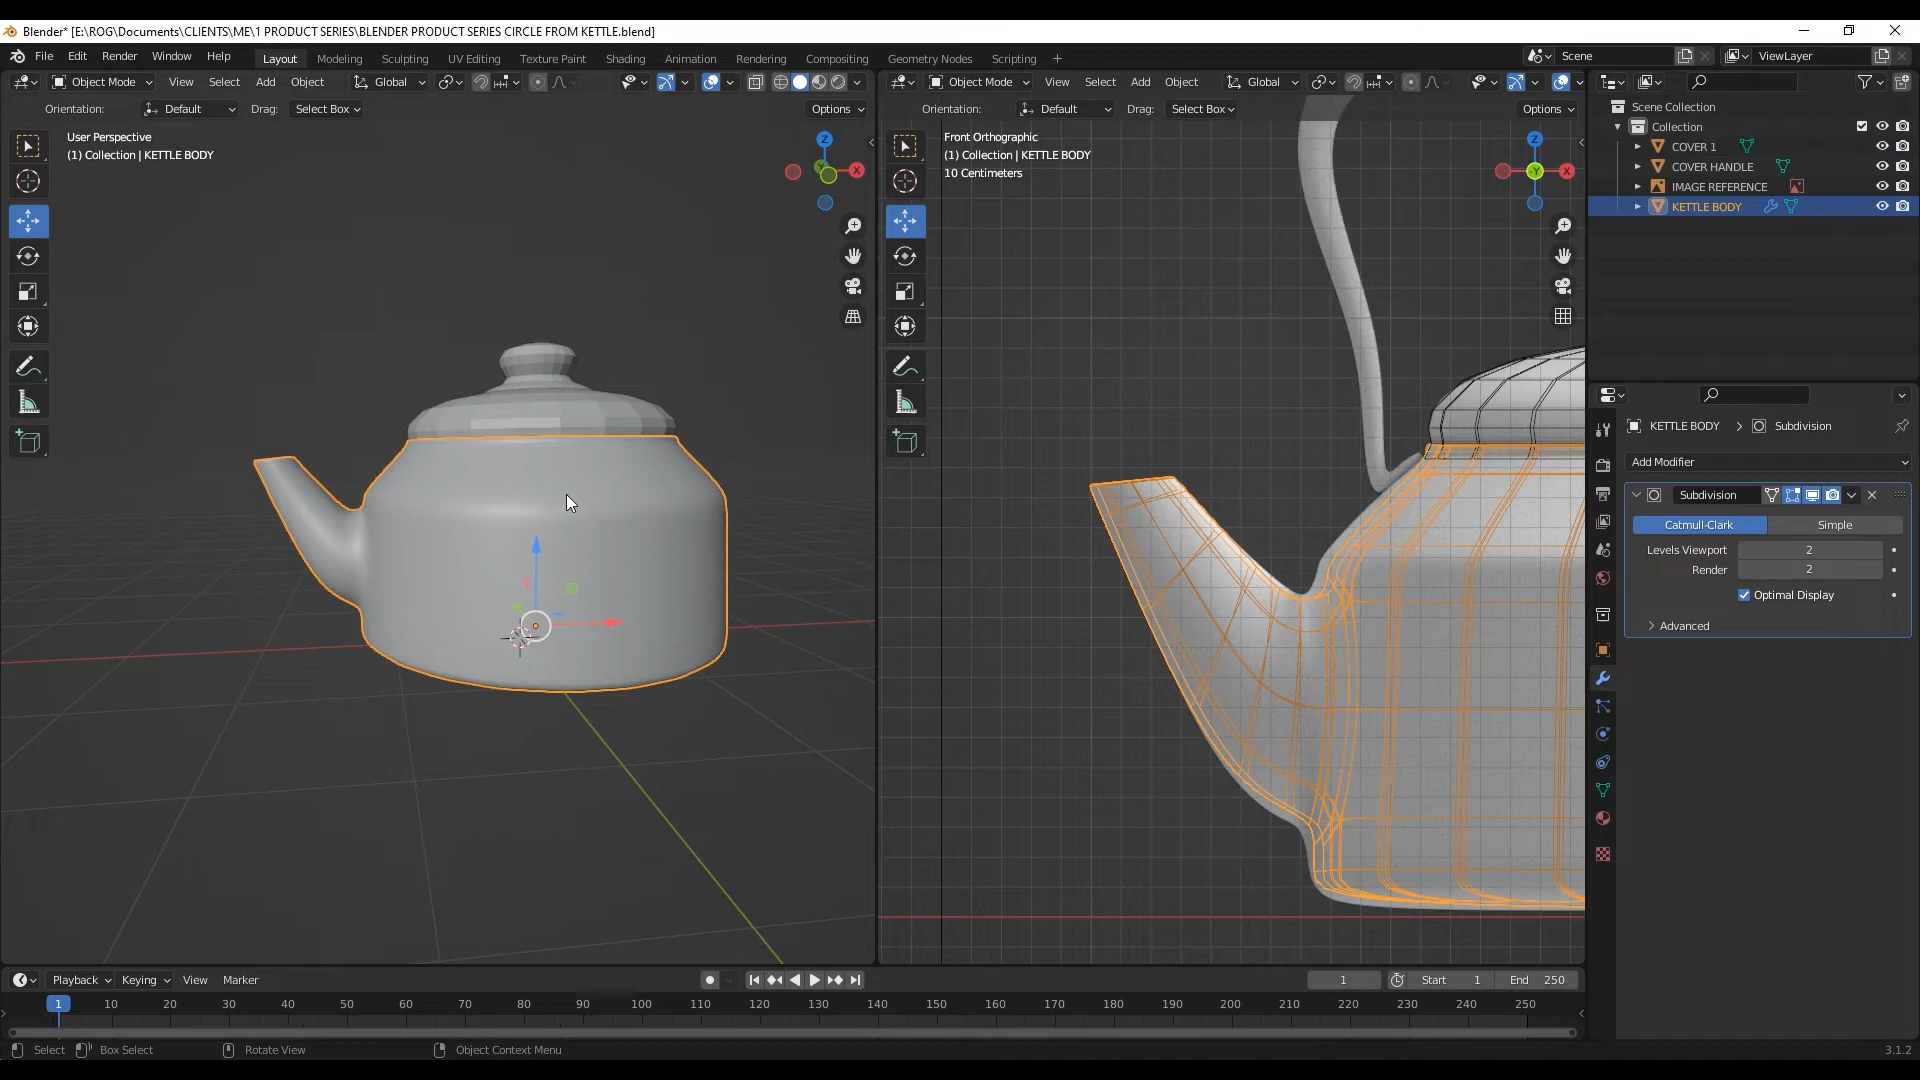 Blender* [E:\ROG\Documents\CLIENTS\ME\1 PRODUCT SERIES\BLENDER PRODUCT SERIES CIRCLE FROM KETTLE.blend]
File Edit Render Window Help Layout Modeling Sculpting UV Editing Texture Paint Shading Animation Rendering Compositing Geometry Nodes Scripting + Scene ViewLayer
Object Mode View Select Add Object Global Object Mode View Select Add Object Global
Orientation: Default Drag: Select Box Options Orientation: Default Drag: Select Box Options
Scene Collection
Collection
COVER 1
COVER HANDLE
IMAGE REFERENCE
KETTLE BODY
User Perspective
(1) Collection | KETTLE BODY
Z
X
Y
Front Orthographic
(1) Collection | KETTLE BODY
10 Centimeters
Z
-Y
X
KETTLE BODY > Subdivision
Add Modifier
Subdivision
Catmull-Clark Simple
Levels Viewport 2
Render 2
Optimal Display
Advanced
Playback Keying View Marker 1 Start 1 End 250
1 10 20 30 40 50 60 70 80 90 100 110 120 130 140 150 160 170 180 190 200 210 220 230 240 250
Select Box Select Rotate View Object Context Menu 3.1.2